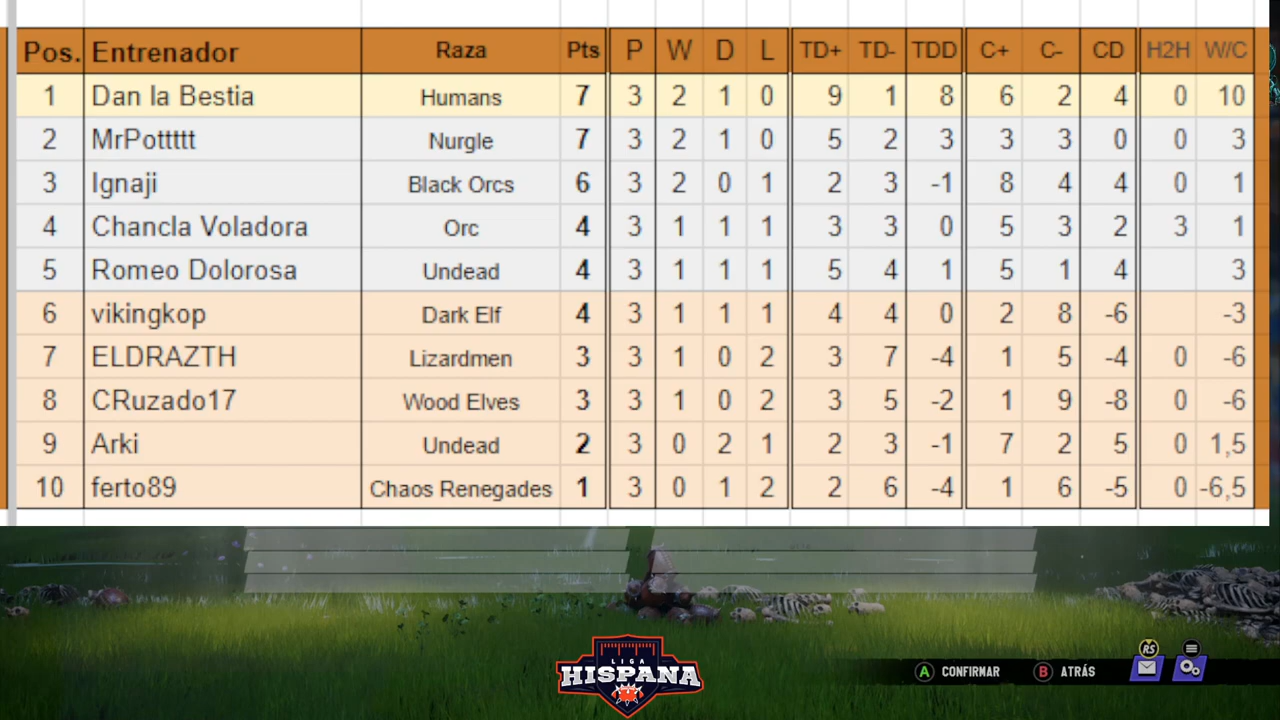 Pos. Entrenador Raza Pts P W D L TD+ TD- TDD C+ C- CD H2H W/C
1 Dan la Bestia Humans 7 3 2 1 0 9 1 8 6 2 4 0 10
2 MrPottttt Nurgle 7 3 2 1 0 5 2 3 3 3 0 0 3
3 Ignaji Black Orcs 6 3 2 0 1 2 3 -1 8 4 4 0 1
4 Chancla Voladora Orc 4 3 1 1 1 3 3 0 5 3 2 3 1
5 Romeo Dolorosa Undead 4 3 1 1 1 5 4 1 5 1 4 3
6 vikingkop Dark Elf 4 3 1 1 1 4 4 0 2 8 -6 -3
7 ELDRAZTH Lizardmen 3 3 1 0 2 3 7 -4 1 5 -4 0 -6
8 CRuzado17 Wood Elves 3 3 1 0 2 3 5 -2 1 9 -8 0 -6
9 Arki Undead 2 3 0 2 1 2 3 -1 7 2 5 0 1,5
10 ferto89 Chaos Renegades 1 3 0 1 2 2 6 -4 1 6 -5 0 -6,5
LIGA
HISPANA
A CONFIRMAR B ATRÁS RS